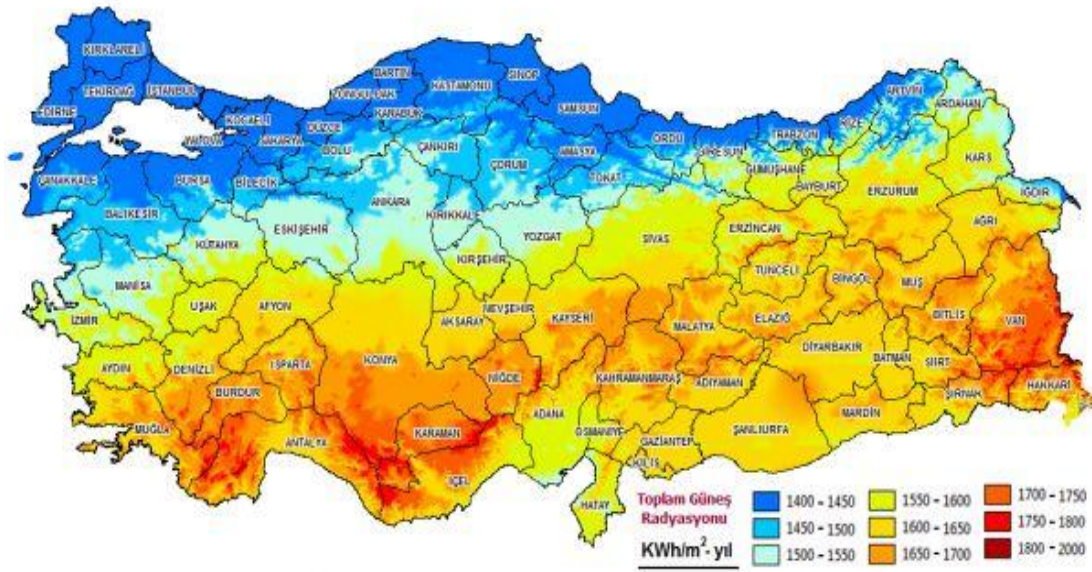 KIRKLARELİ
TEKİRDAĞ
İSTANBUL
EDİRNE
KOCAELİ
YALOVA
SAKARYA
DÜZCE
ZONGULDAK
BARTIN
KARABÜK
KASTAMONU
SİNOP
SAMSUN
ORDU
GİRESUN
TRABZON
RİZE
ARTVİN
ARDAHAN
ÇANAKKALE
BURSA
BİLECİK
BOLU
ÇANKIRI
ÇORUM
AMASYA
TOKAT
GÜMÜŞHANE
BAYBURT
ERZURUM
KARS
IĞDIR
BALIKESİR
KÜTAHYA
ESKİŞEHİR
ANKARA
KIRIKKALE
YOZGAT
SİVAS
ERZİNCAN
AĞRI
MANİSA
UŞAK
AFYON
KIRŞEHİR
NEVŞEHİR
KAYSERİ
MALATYA
TUNCELİ
BİNGÖL
MUŞ
BİTLİS
VAN
İZMİR
AYDIN
DENİZLİ
ISPARTA
BURDUR
KONYA
AKSARAY
NİĞDE
KAHRAMANMARAŞ
ADIYAMAN
ELAZIĞ
DİYARBAKIR
BATMAN
SİİRT
ŞIRNAK
HAKKARİ
MUĞLA
ANTALYA
KARAMAN
İÇEL
ADANA
OSMANİYE
GAZİANTEP
KİLİS
ŞANLIURFA
MARDİN
HATAY
Toplam Güneş
Radyasyonu
KWh/m²- yıl
1400 - 1450
1450 - 1500
1500 - 1550
1550 - 1600
1600 - 1650
1650 - 1700
1700 - 1750
1750 - 1800
1800 - 2000